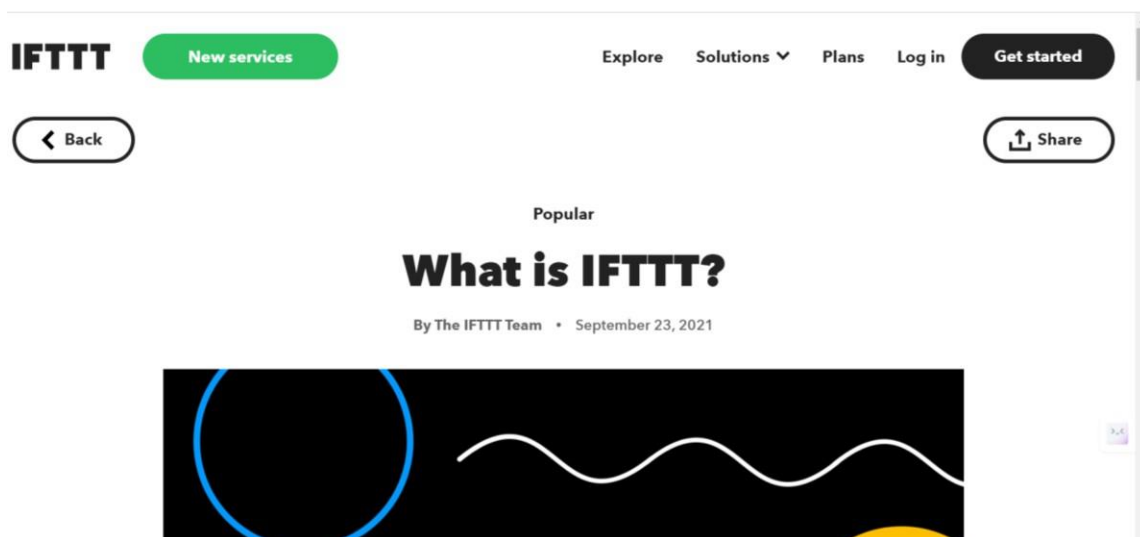 IFTTT New services Explore Solutions Plans Log in Get started
Back Share
Popular
What is IFTTT?
By The IFTTT Team • September 23, 2021